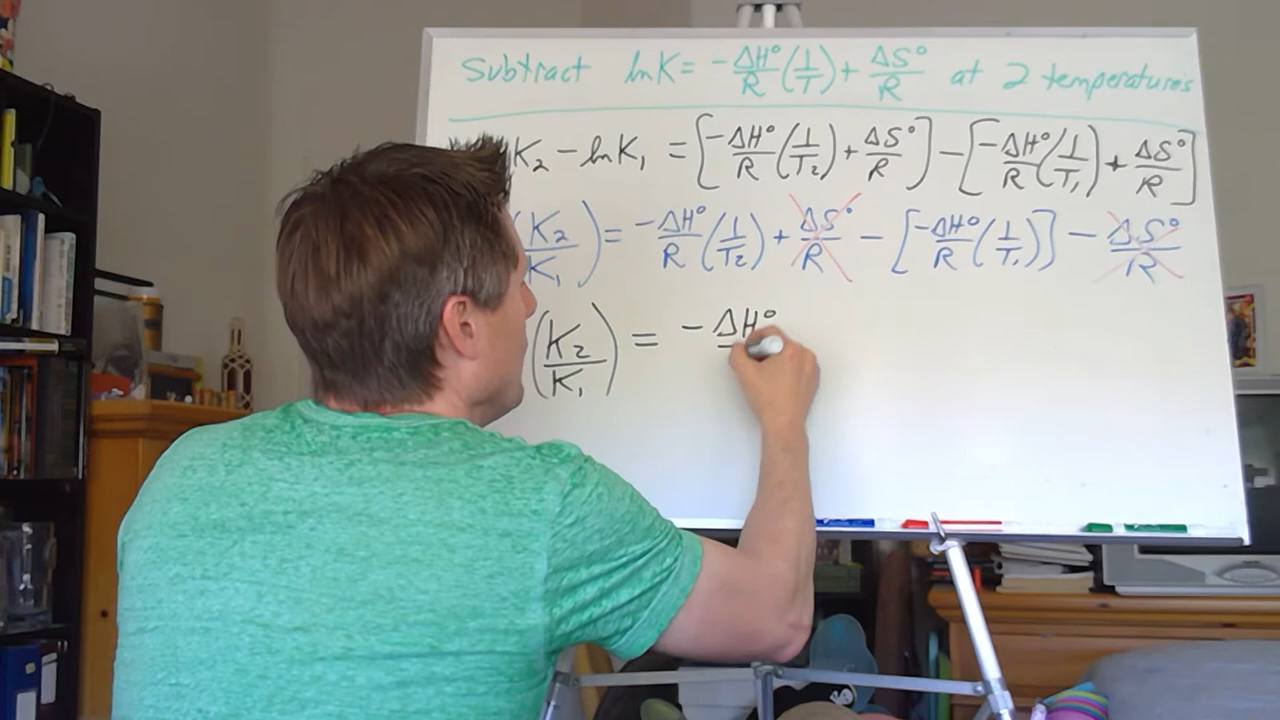 Subtract lnK = -ΔH°/R (1/T) + ΔS°/R at 2 temperatures
K₂ - lnK₁ = [-ΔH°/R (1/T₂) + ΔS°/R] - [-ΔH°/R (1/T₁) + ΔS°/R]
(K₂/K₁) = -ΔH°/R (1/T₂) + ΔS°/R - [-ΔH°/R (1/T₁)] - ΔS°/R
(K₂/K₁) = -ΔH°